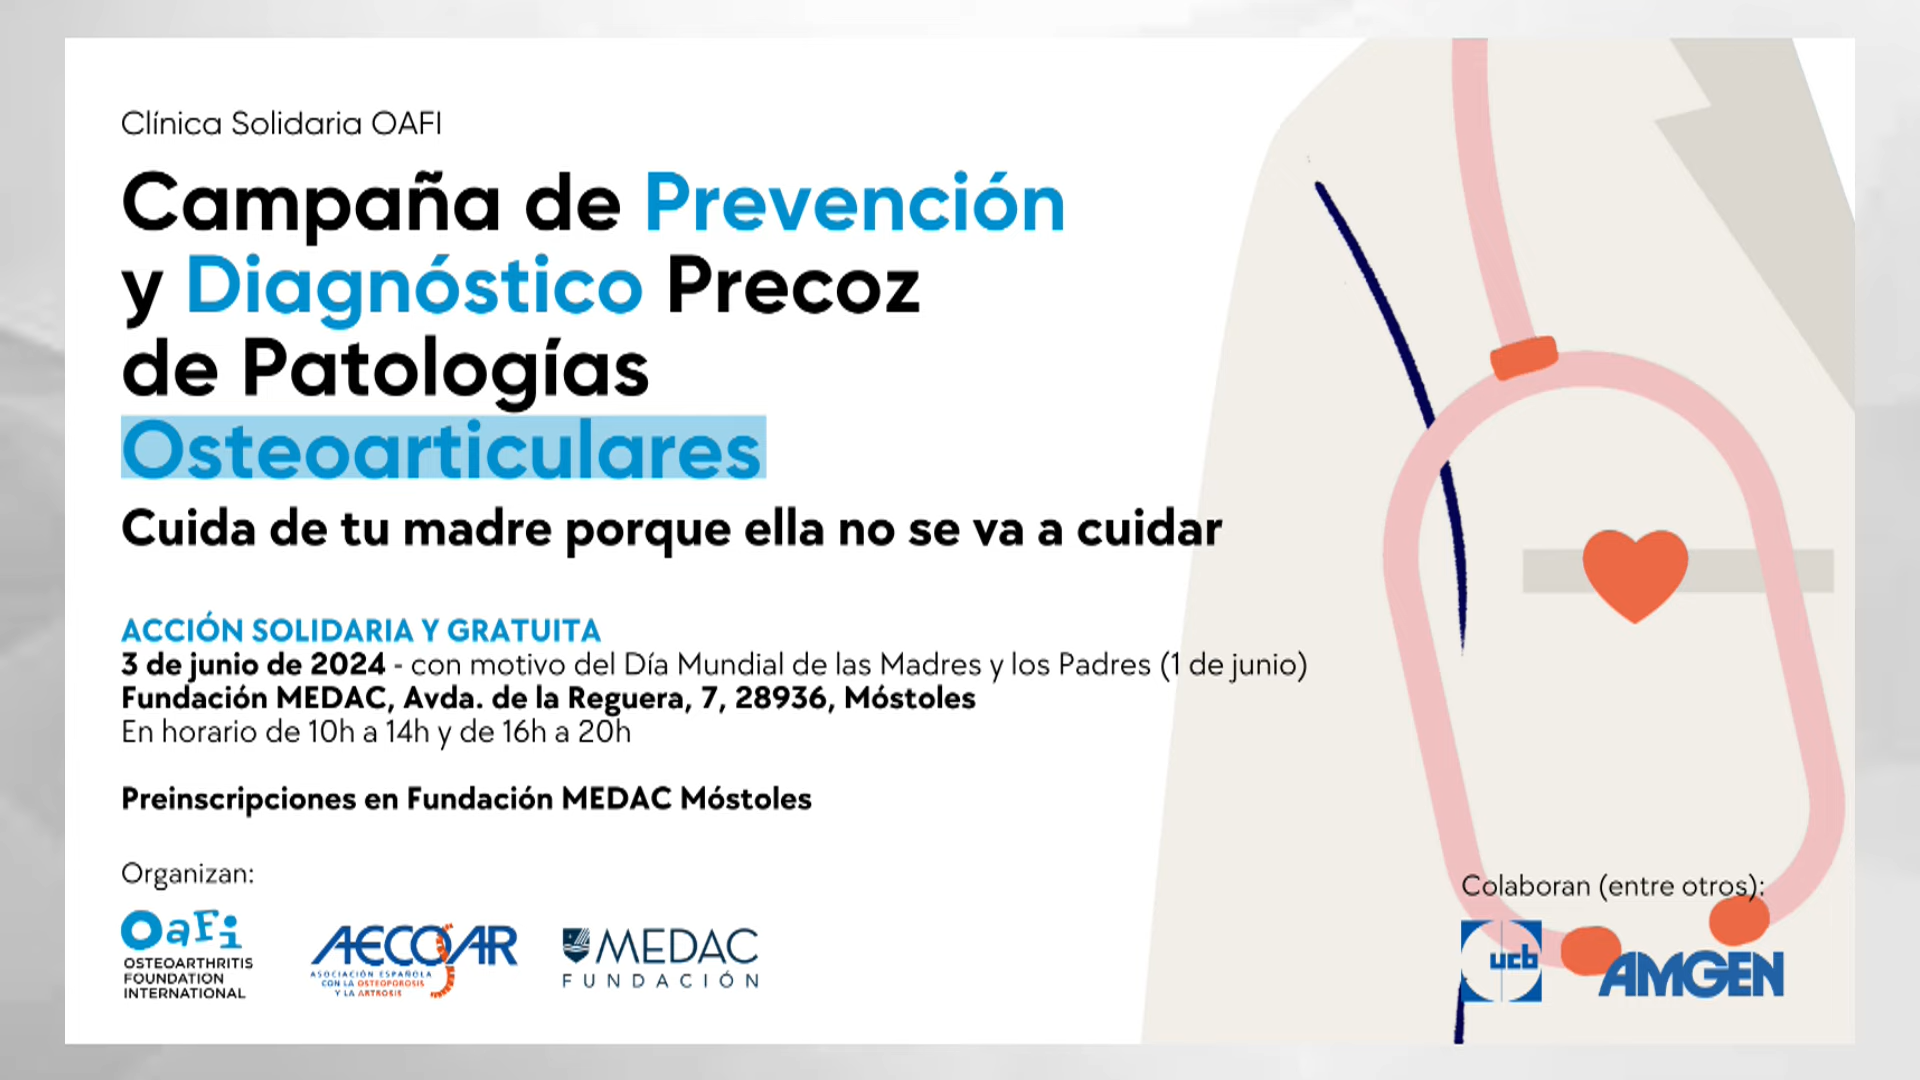 Clínica Solidaria OAFI
Campaña de Prevención
y Diagnóstico Precoz
de Patologías
Osteoarticulares
Cuida de tu madre porque ella no se va a cuidar
ACCIÓN SOLIDARIA Y GRATUITA
3 de junio de 2024 - con motivo del Día Mundial de las Madres y los Padres (1 de junio)
Fundación MEDAC, Avda. de la Reguera, 7, 28936, Móstoles
En horario de 10h a 14h y de 16h a 20h
Preinscripciones en Fundación MEDAC Móstoles
Organizan:
OaFi
OSTEOARTHRITIS
FOUNDATION
INTERNATIONAL
AECOSAR
ASOCIACIÓN ESPAÑOLA
CON LA OSTEOPOROSIS
Y LA ARTROSIS
MEDAC
FUNDACIÓN
Colaboran (entre otros):
ucb
AMGEN